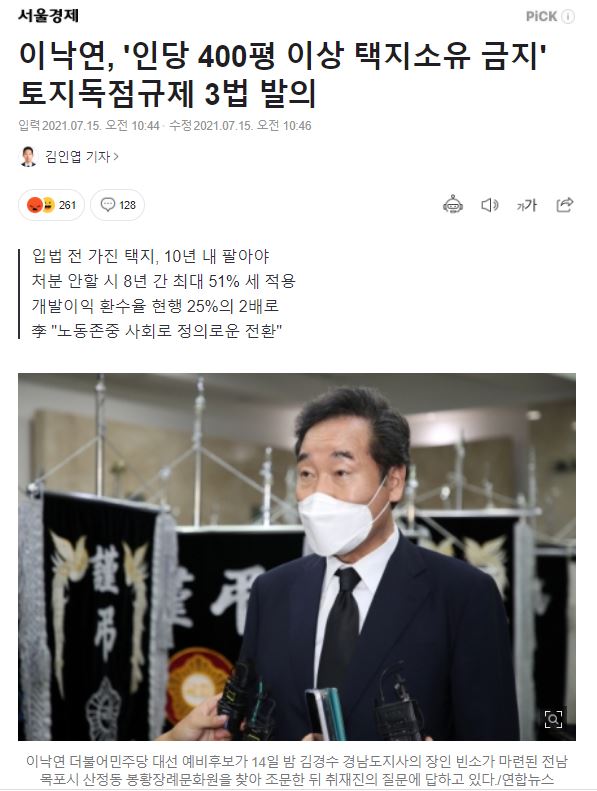 서울경제
PiCK
이낙연, '인당 400평 이상 택지소유 금지'
토지독점규제 3법 발의
입력 2021.07.15. 오전 10:44 · 수정 2021.07.15. 오전 10:46
김인엽 기자
261
128
가가
입법 전 가진 택지, 10년 내 팔아야
처분 안할 시 8년 간 최대 51% 세 적용
개발이익 환수율 현행 25%의 2배로
李 "노동존중 사회로 정의로운 전환"
謹弔
謹弔
이낙연 더불어민주당 대선 예비후보가 14일 밤 김경수 경남도지사의 장인 빈소가 마련된 전남
목포시 산정동 봉황장례문화원을 찾아 조문한 뒤 취재진의 질문에 답하고 있다./연합뉴스